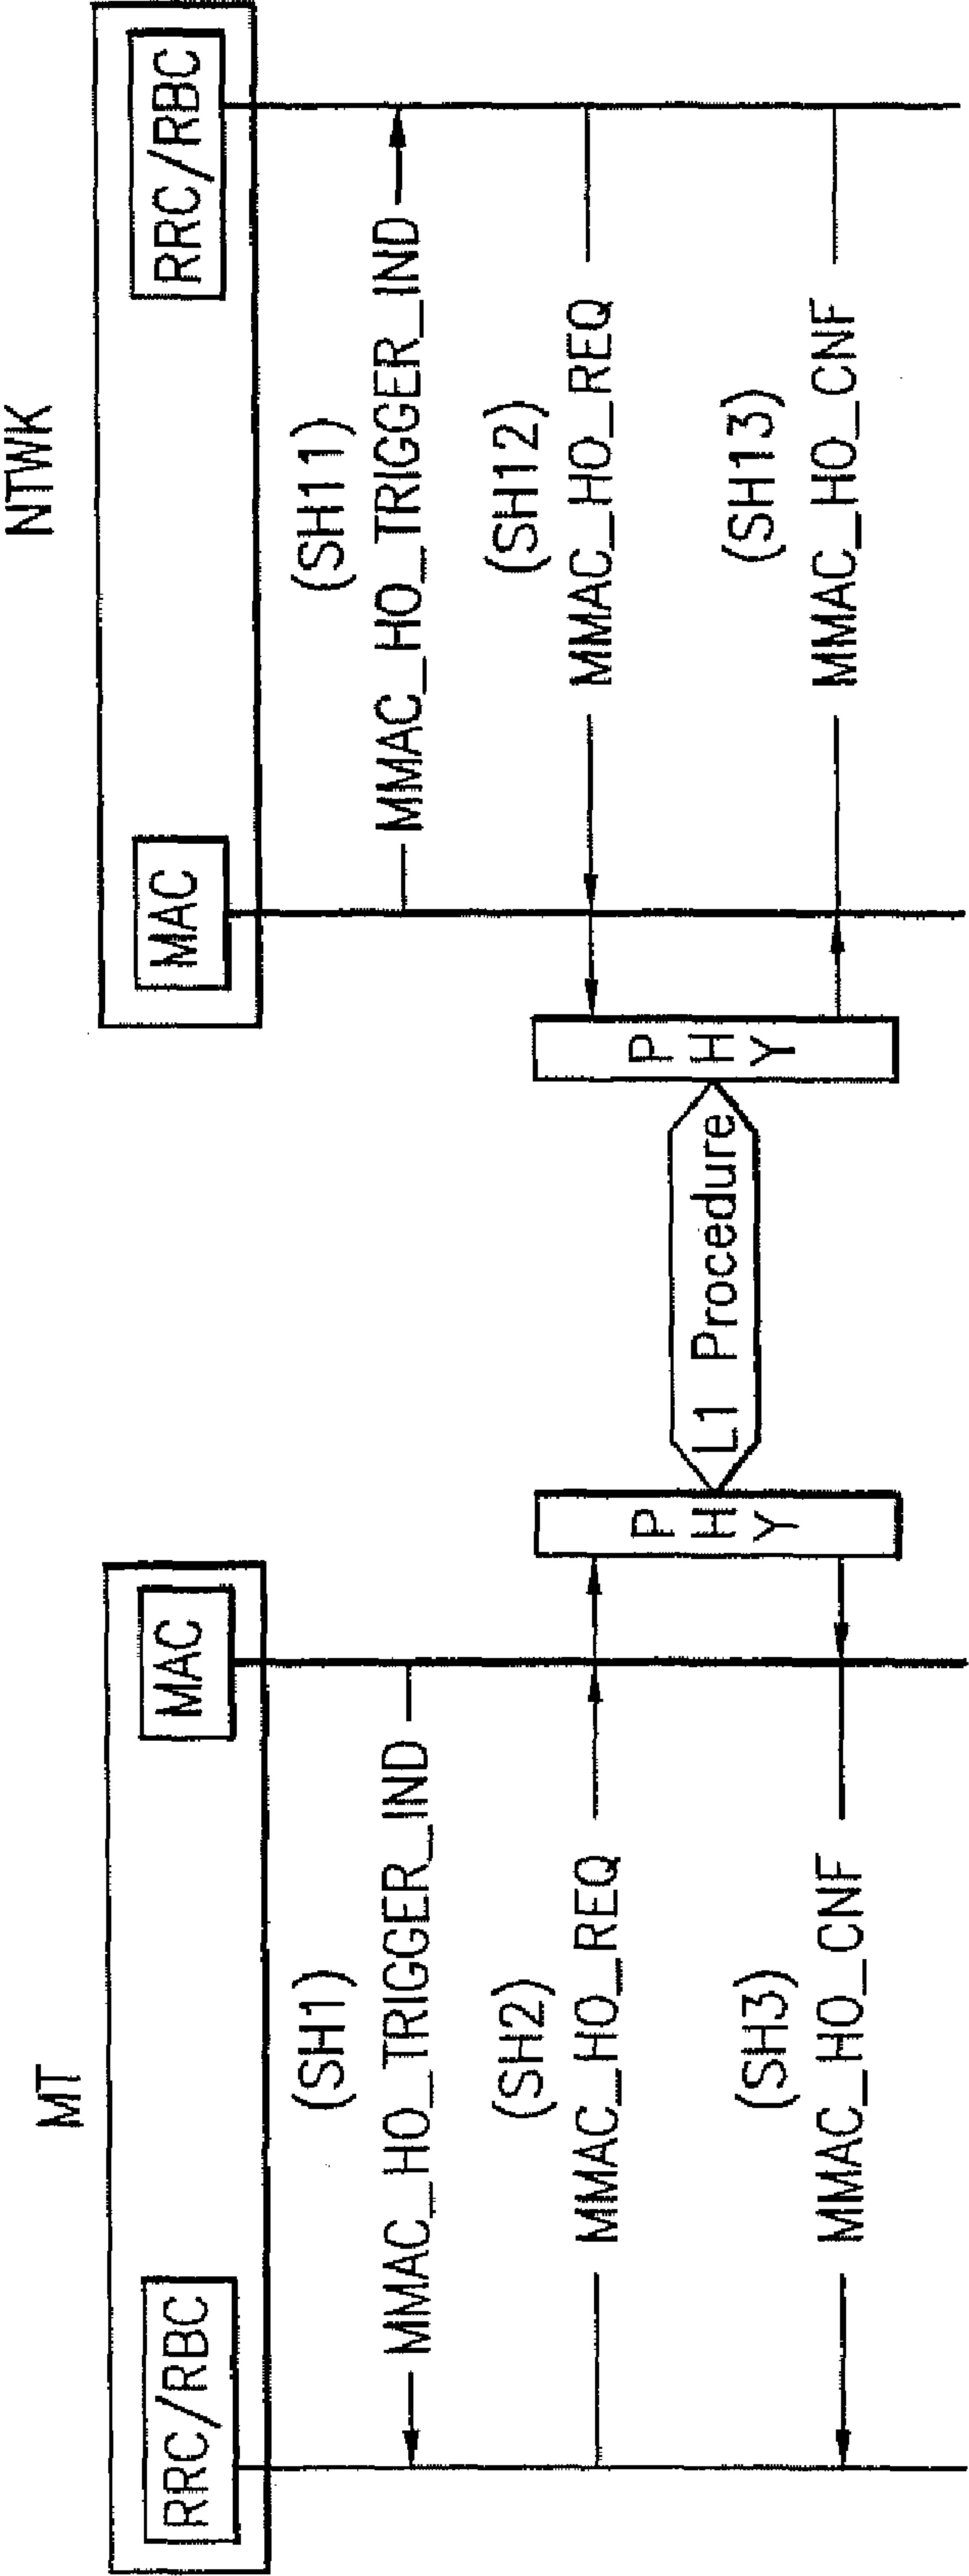 MT
NTWK
RRC/RBC
MAC
MAC
RRC/RBC
(SH1)
MMAC_HO_TRIGGER_IND
(SH11)
MMAC_HO_TRIGGER_IND
(SH2)
MMAC_HO_REQ
(SH12)
MMAC_HO_REQ
PHY
L1 Procedure
PHY
(SH3)
MMAC_HO_CNF
(SH13)
MMAC_HO_CNF